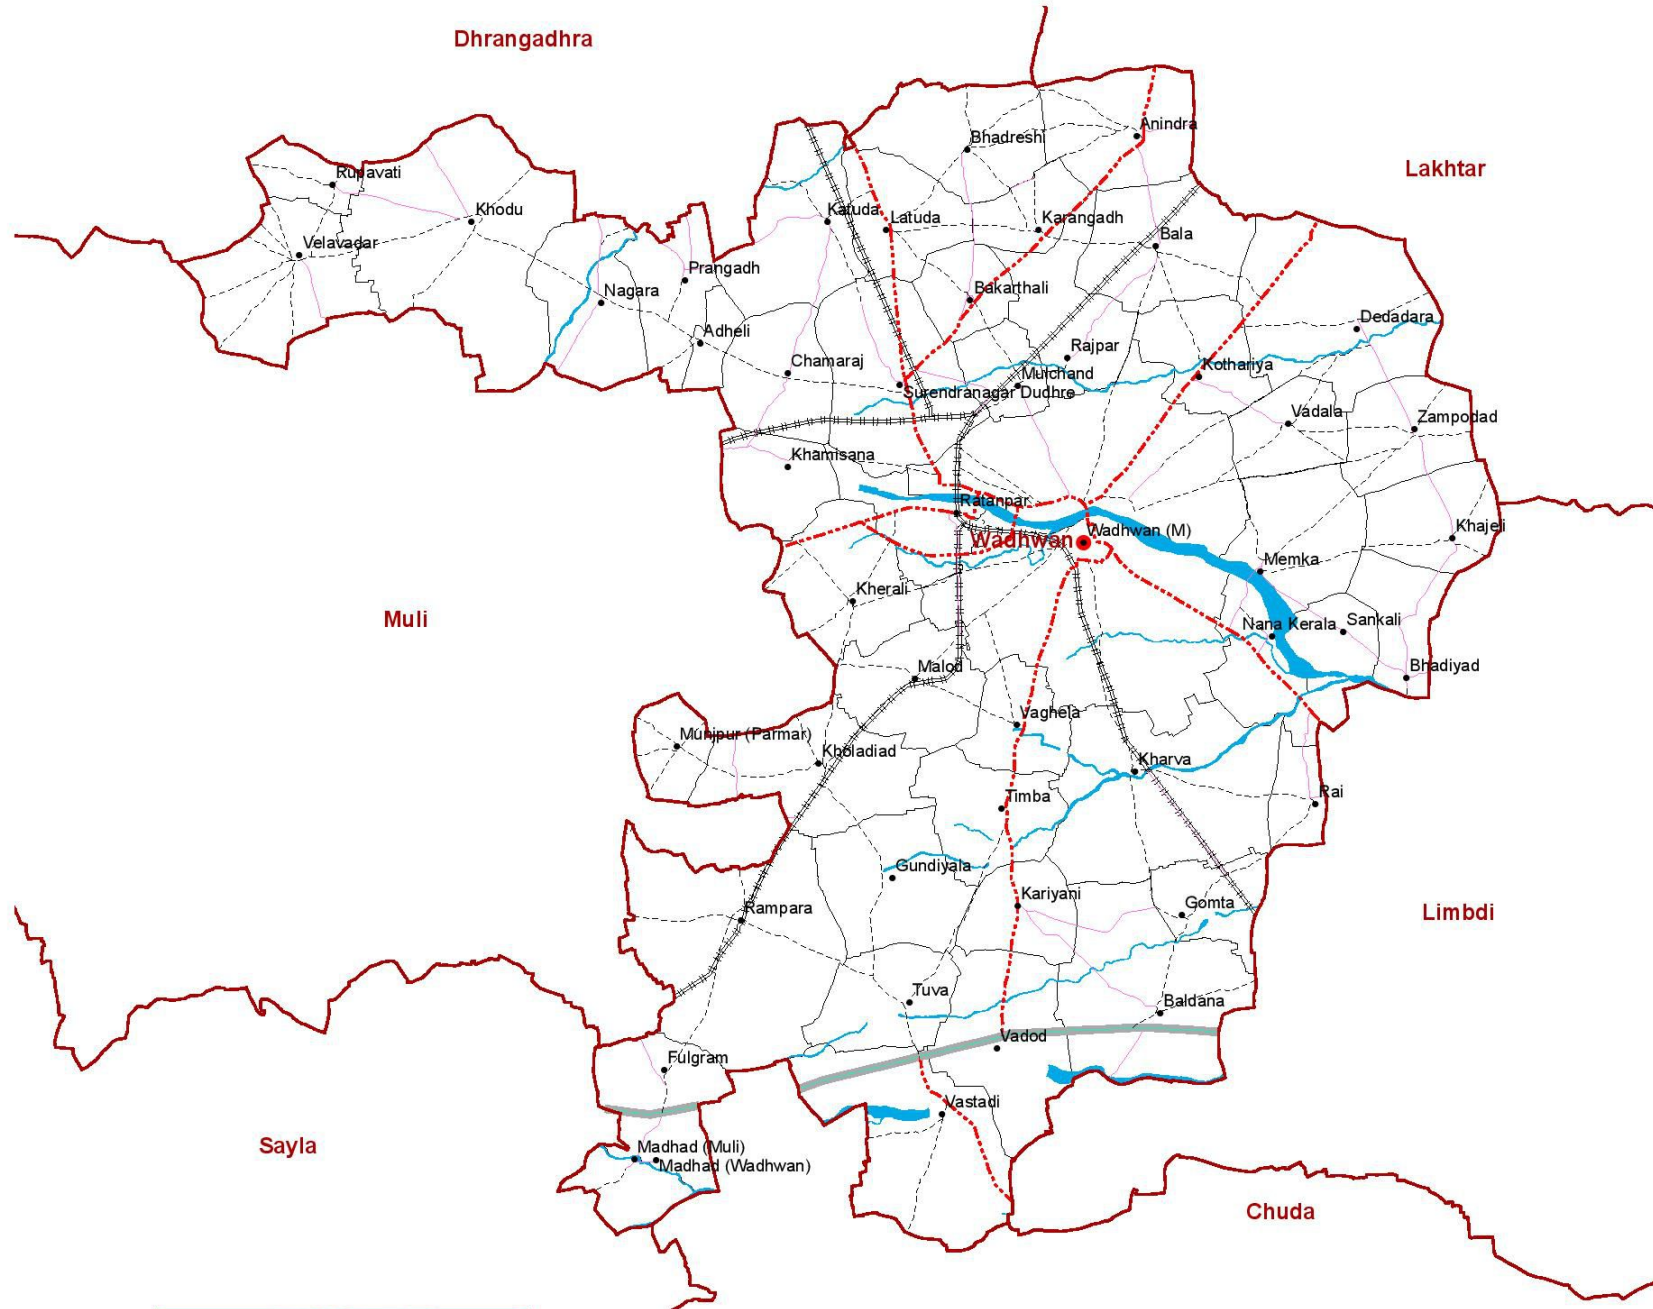 Dhrangadhra
Anindra
Bhadreshi
Lakhtar
Rupavati
Khodu
Katuda
Latuda
Karangadh
Bala
Velavadar
Prangadh
Nagara
Bakarthali
Dedadara
Adheli
Rajpar
Chamaraj
Mulchand
Kothariya
Surendranagar Dudhre
Vadala
Zampodad
Khamisana
Ratanpar
Khajeli
Wadhwan (M)
Wadhwan
Memka
Kherali
Muli
Nana Kerala
Sankali
Malod
Bhadiyad
Vaghela
Munjpur (Parmar)
Kholadiad
Kharva
Timba
Rai
Gundiyala
Kariyani
Gomta
Rampara
Limbdi
Tuva
Baldana
Vadod
Fulgram
Vastadi
Sayla
Madhad (Muli)
Madhad (Wadhwan)
Chuda